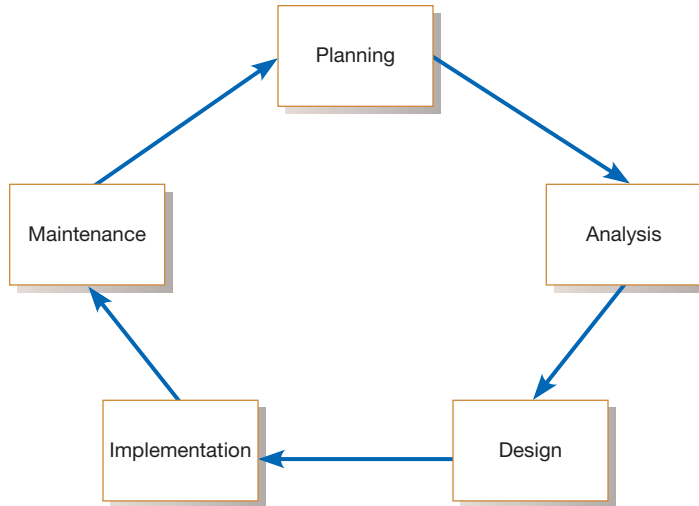 Planning
Analysis
Design
Implementation
Maintenance